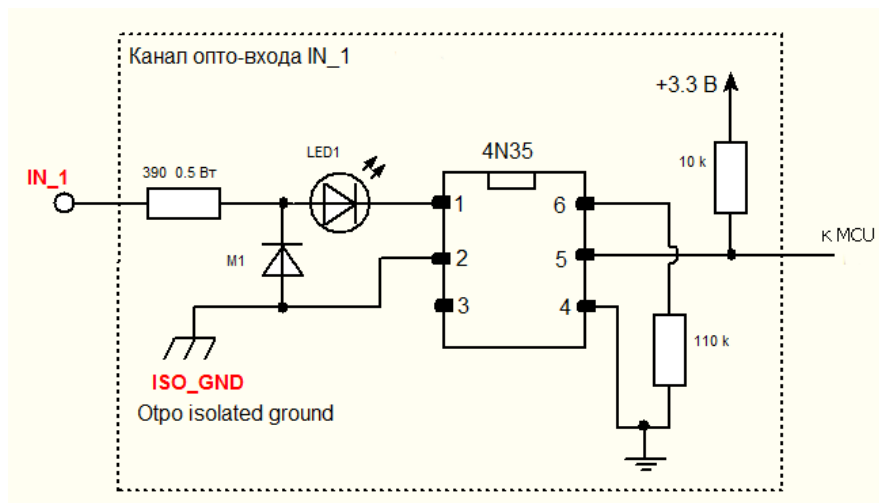 Канал опто-входа IN_1
+3.3 В
LED1
4N35
390 0.5 Вт
10 k
IN_1
1
6
к MCU
M1
2
5
3
4
110 k
ISO_GND
Otpo isolated ground